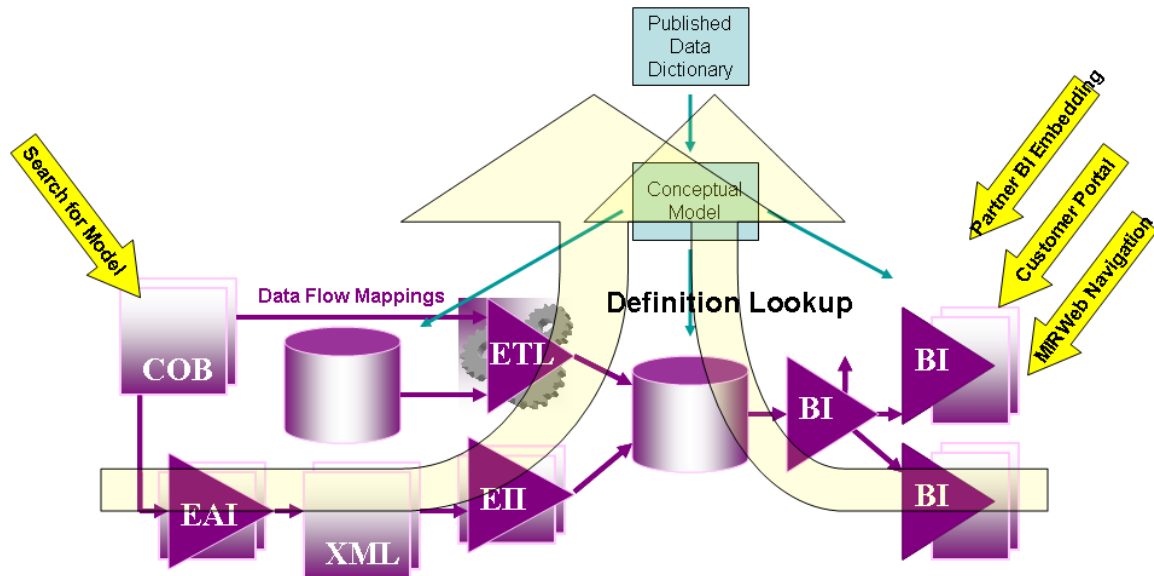 Published
Data
Dictionary
Conceptual
Model
Search for Model
Partner BI Embedding
Customer Portal
MIRWeb Navigation
Data Flow Mappings
Definition Lookup
COB
ETL
BI
BI
EAI
XML
EII
BI